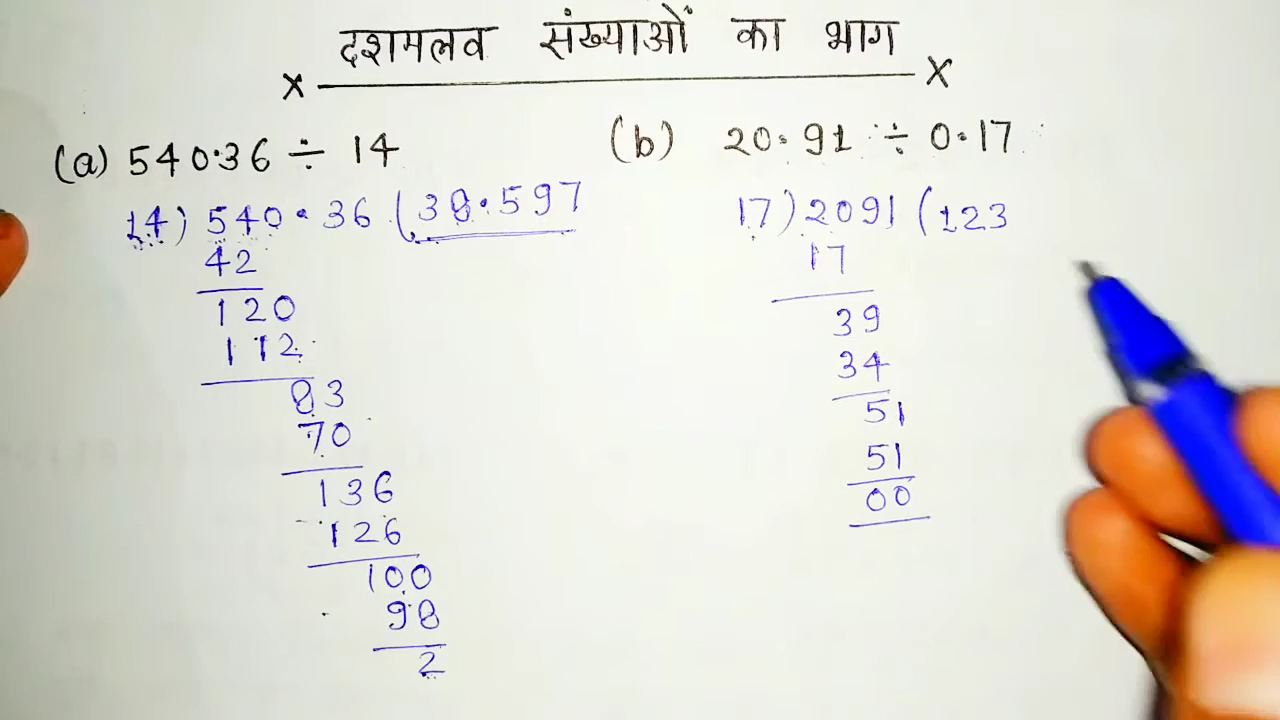 दशमलव संख्याओं का भाग
x x
(a) 540.36 ÷ 14
14) 540.36 (38.597
42
120
112
83
70
136
126
100
98
2
(b) 20.91 ÷ 0.17
17) 2091 (123
17
39
34
51
51
00